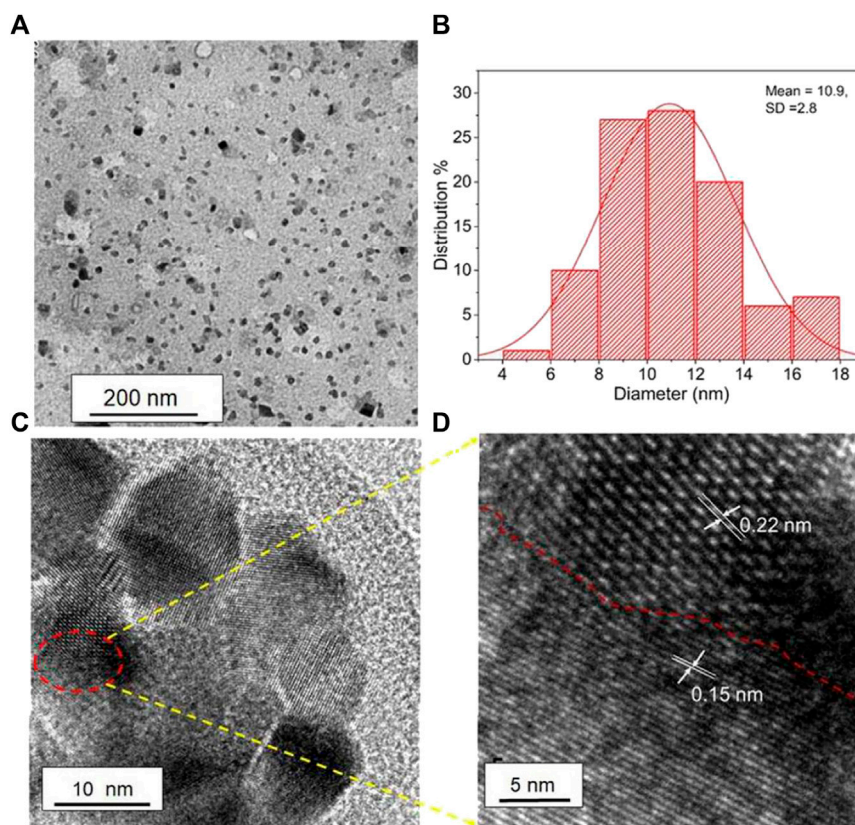 A
200 nm
B
Mean = 10.9,
SD =2.8
Distribution %
30
25
20
15
10
5
0
4 6 8 10 12 14 16 18
Diameter (nm)
C
10 nm
D
0.22 nm
0.15 nm
5 nm